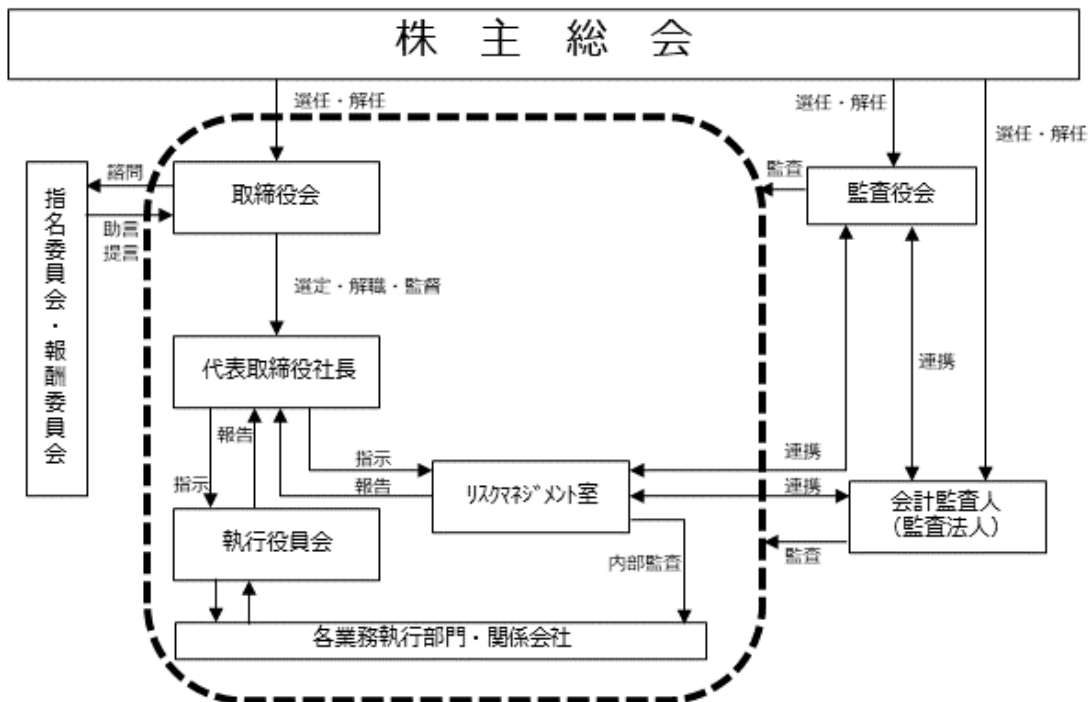 株 主 総 会
選任・解任
選任・解任
選任・解任
諮問
取締役会
監査
監査役会
助言
提言
指名委員会・報酬委員会
選定・解職・監督
代表取締役社長
連携
報告
指示
連携
指示
報告
リスクマネジメント室
連携
会計監査人
(監査法人)
執行役員会
内部監査
監査
各業務執行部門・関係会社